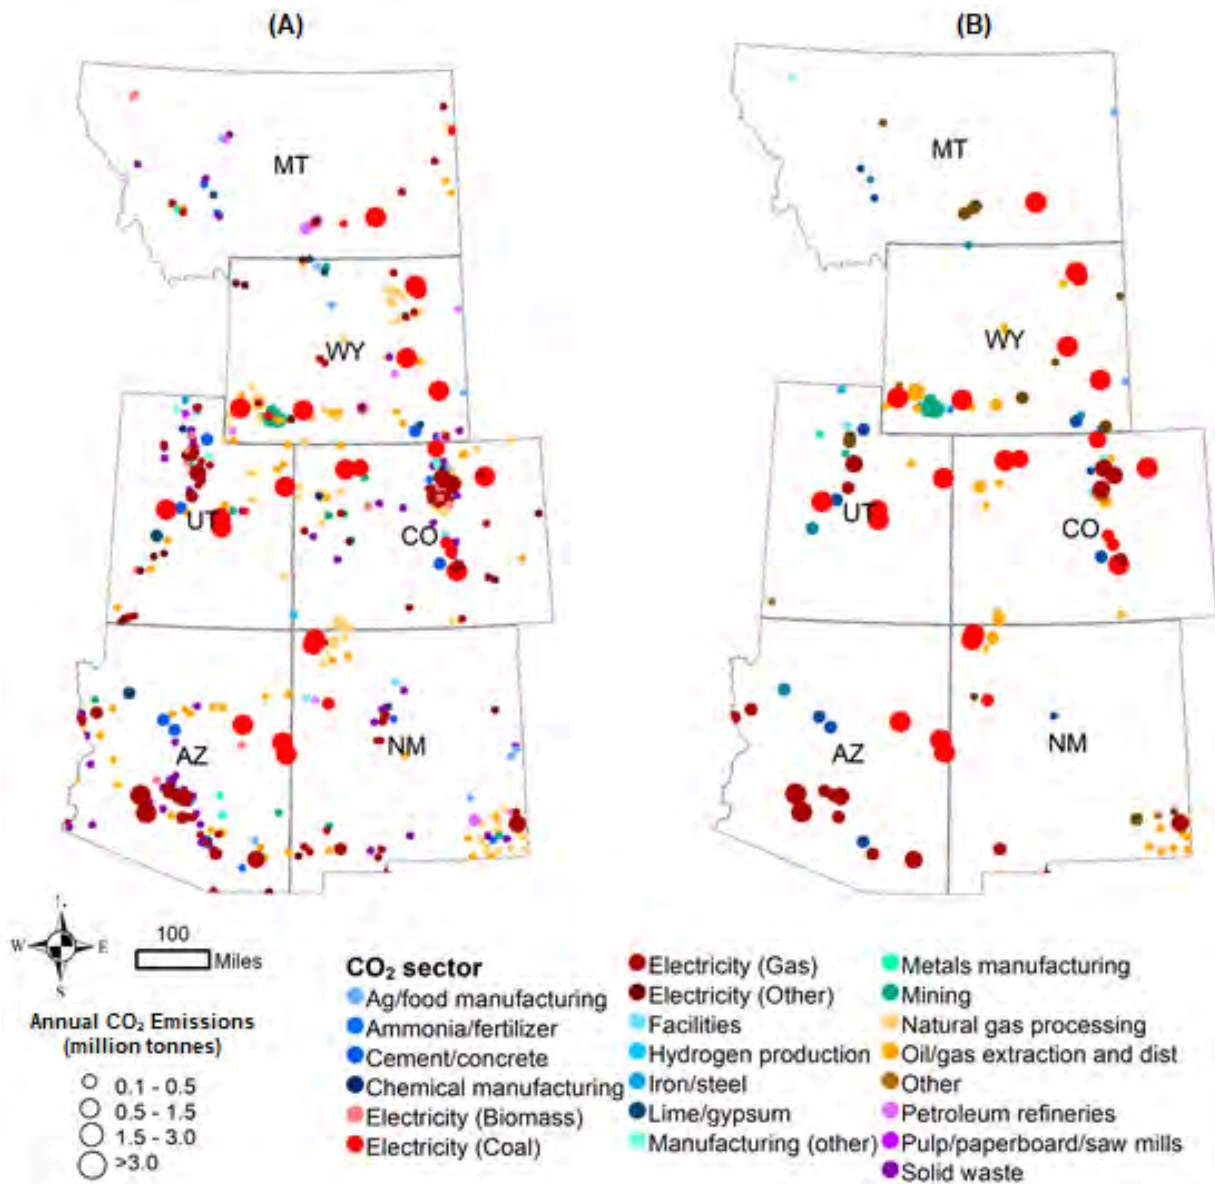 (A) (B)
MT MT
WY WY
UT CO UT CO
AZ NM AZ NM
W E
S
100
Miles
Annual CO₂ Emissions
(million tonnes)
0.1 - 0.5
0.5 - 1.5
1.5 - 3.0
>3.0
CO₂ sector
Ag/food manufacturing
Ammonia/fertilizer
Cement/concrete
Chemical manufacturing
Electricity (Biomass)
Electricity (Coal)
Electricity (Gas)
Electricity (Other)
Facilities
Hydrogen production
Iron/steel
Lime/gypsum
Manufacturing (other)
Metals manufacturing
Mining
Natural gas processing
Oil/gas extraction and dist
Other
Petroleum refineries
Pulp/paperboard/saw mills
Solid waste